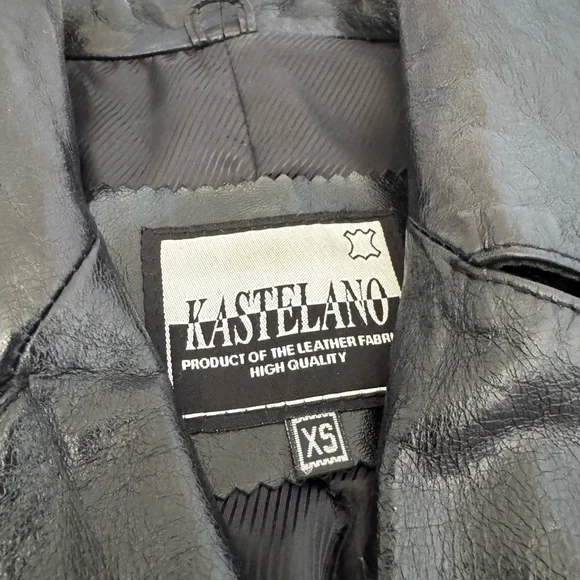 KASTELANO
PRODUCT OF THE LEATHER FABRI
HIGH QUALITY
XS